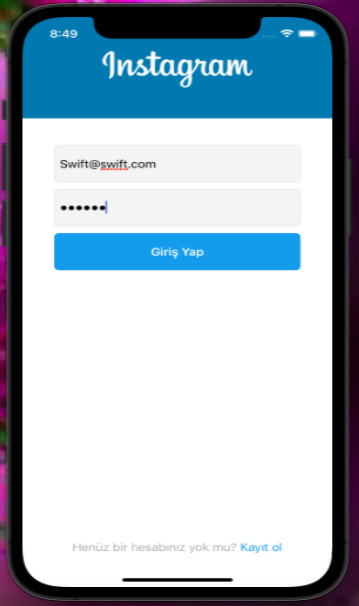 8:49
Instagram
Swift@swift.com
••••••
Giriş Yap
Henüz bir hesabınız yok mu? Kayıt ol